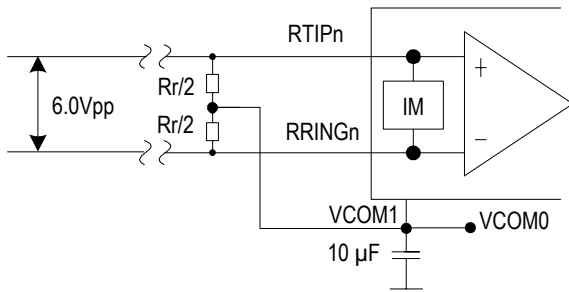 RTIPn
+
6.0Vpp
Rr/2
Rr/2
IM
RRINGn
−
VCOM1
VCOM0
10 µF